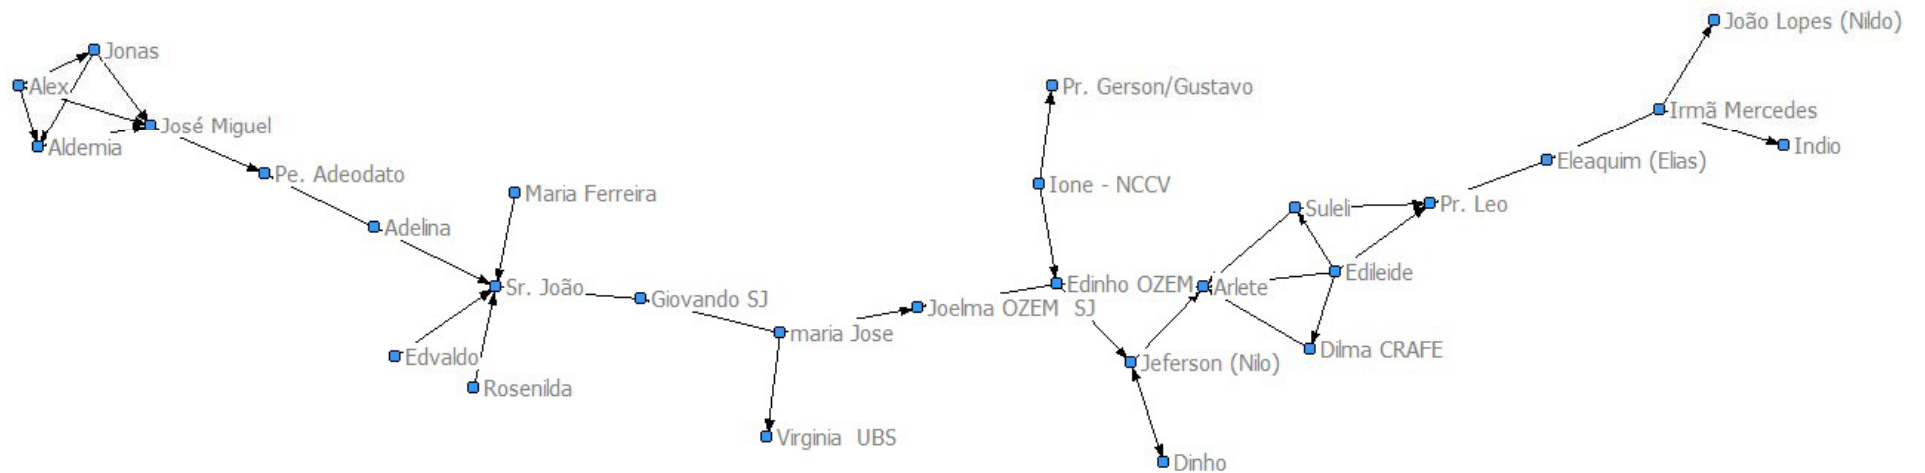 João Lopes (Nildo)
Jonas
Alex
Pr. Gerson/Gustavo
Irmã Mercedes
José Miguel
Aldemia
Indio
Eleaquim (Elias)
Pe. Adeodato
Ione - NCCV
Maria Ferreira
Suleli
Pr. Leo
Adelina
Edileide
Sr. João
Edinho OZEM
Arlete
Giovando SJ
Joelma OZEM SJ
maria Jose
Dilma CRAFE
Edvaldo
Jeferson (Nilo)
Rosenilda
Virginia UBS
Dinho